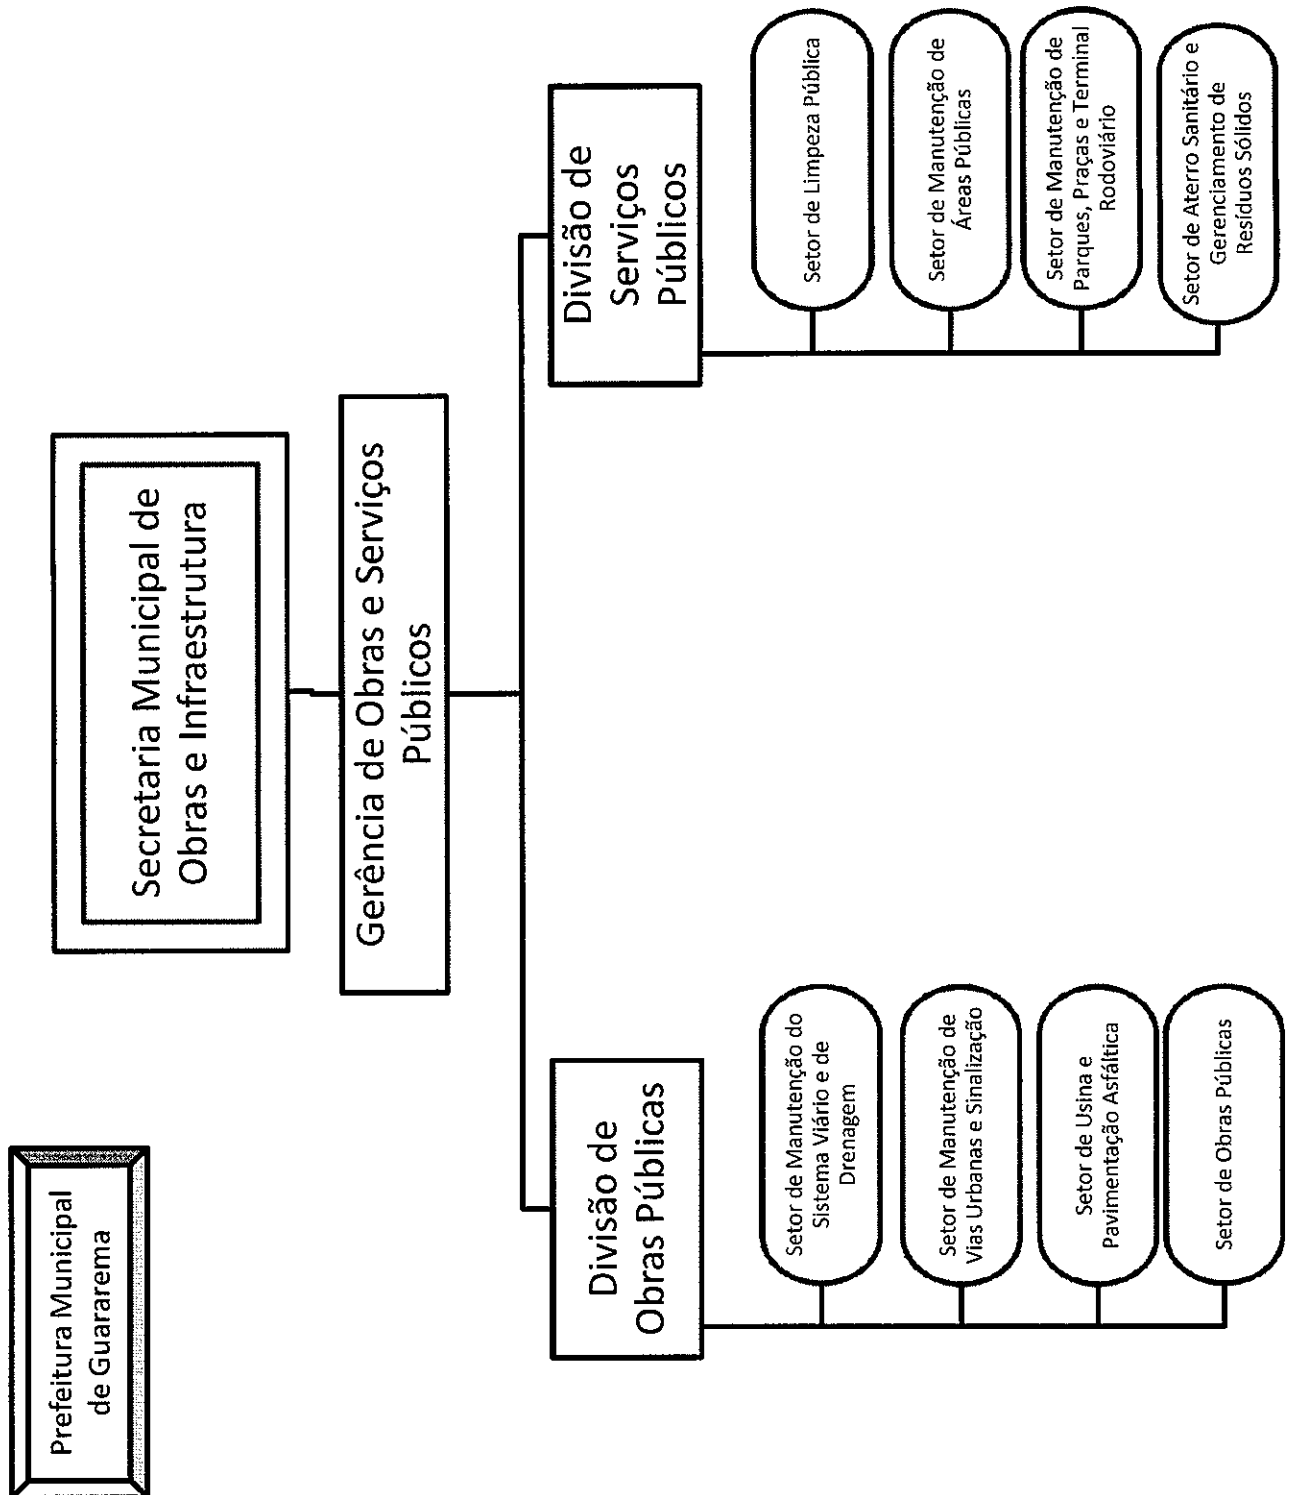 Prefeitura Municipal
de Guararema
Secretaria Municipal de
Obras e Infraestrutura
Gerência de Obras e Serviços
Públicos
Divisão de
Obras Públicas
Setor de Manutenção do
Sistema Viário e de
Drenagem
Setor de Manutenção de
Vias Urbanas e Sinalização
Setor de Usina e
Pavimentação Asfáltica
Setor de Obras Públicas
Divisão de
Serviços
Públicos
Setor de Limpeza Pública
Setor de Manutenção de
Áreas Públicas
Setor de Manutenção de
Parques, Praças e Terminal
Rodoviário
Setor de Aterro Sanitário e
Gerenciamento de
Resíduos Sólidos